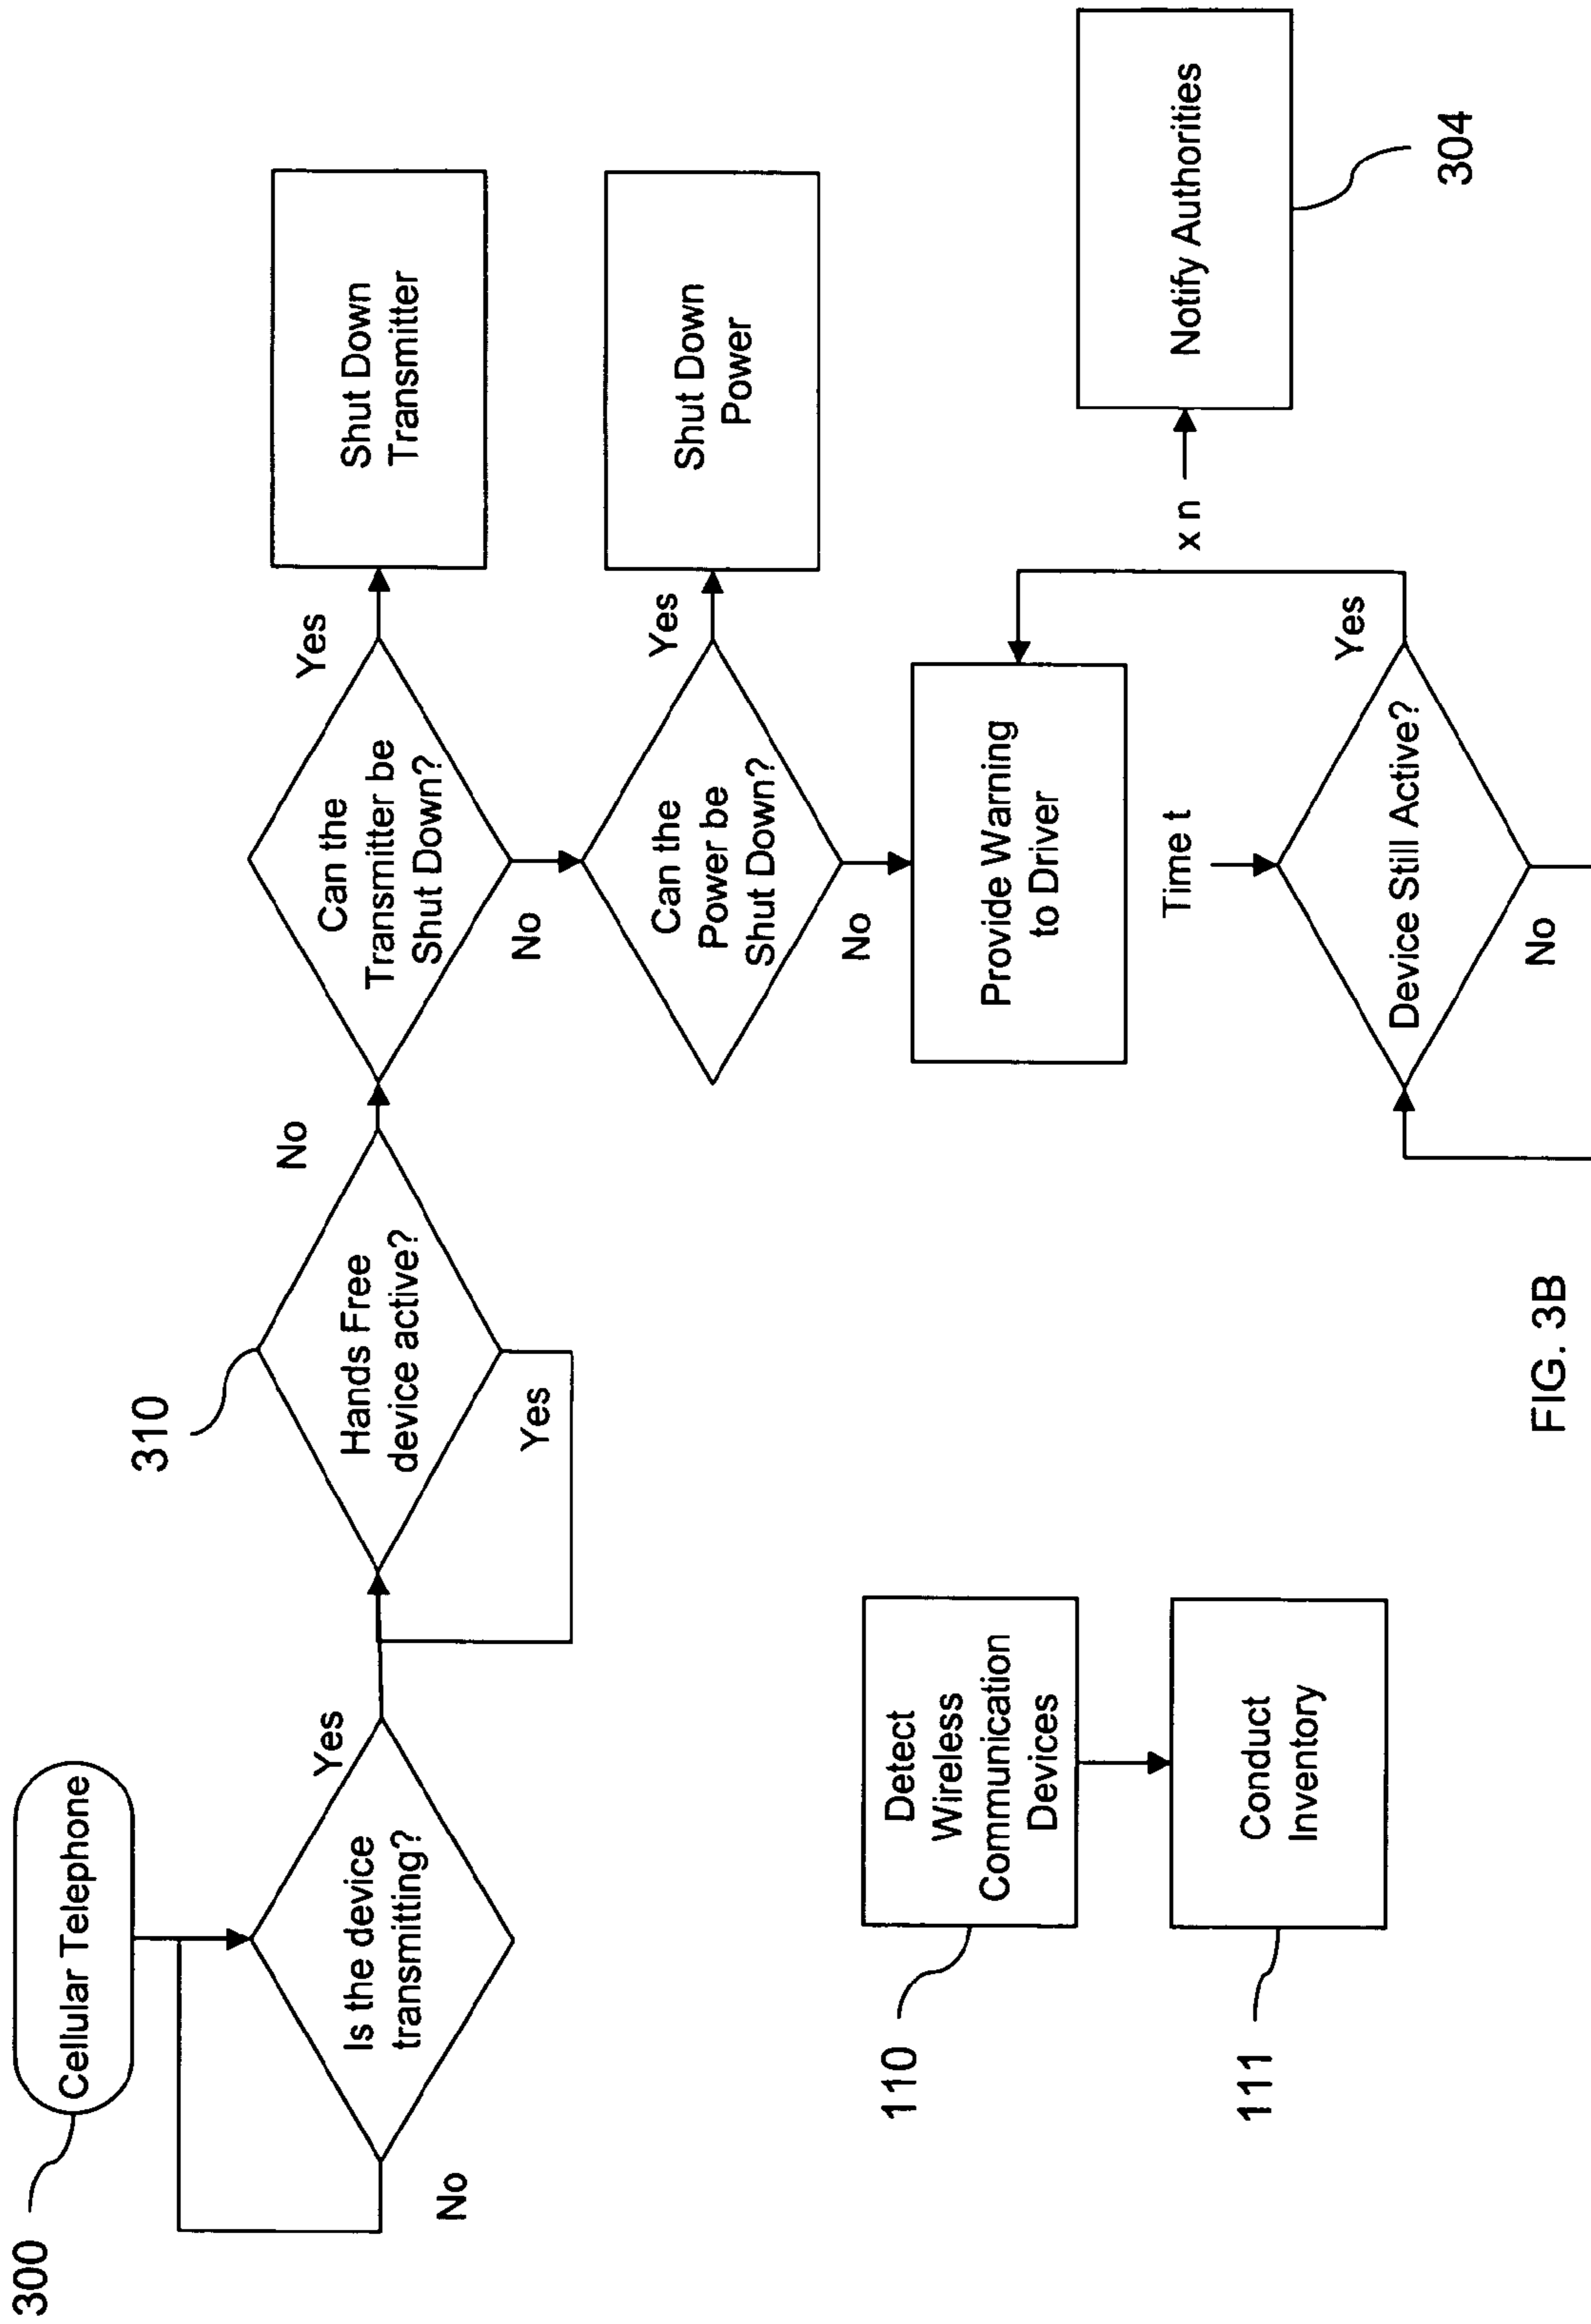 300
Cellular Telephone
Is the device
transmitting?
Yes
No
310
Hands Free
device active?
No
Yes
Can the
Transmitter be
Shut Down?
Yes
No
Shut Down
Transmitter
Can the
Power be
Shut Down?
Yes
No
Shut Down
Power
Provide Warning
to Driver
Time t
Device Still Active?
Yes
No
x n
Notify Authorities
304
110
Detect
Wireless
Communication
Devices
111
Conduct
Inventory
FIG. 3B